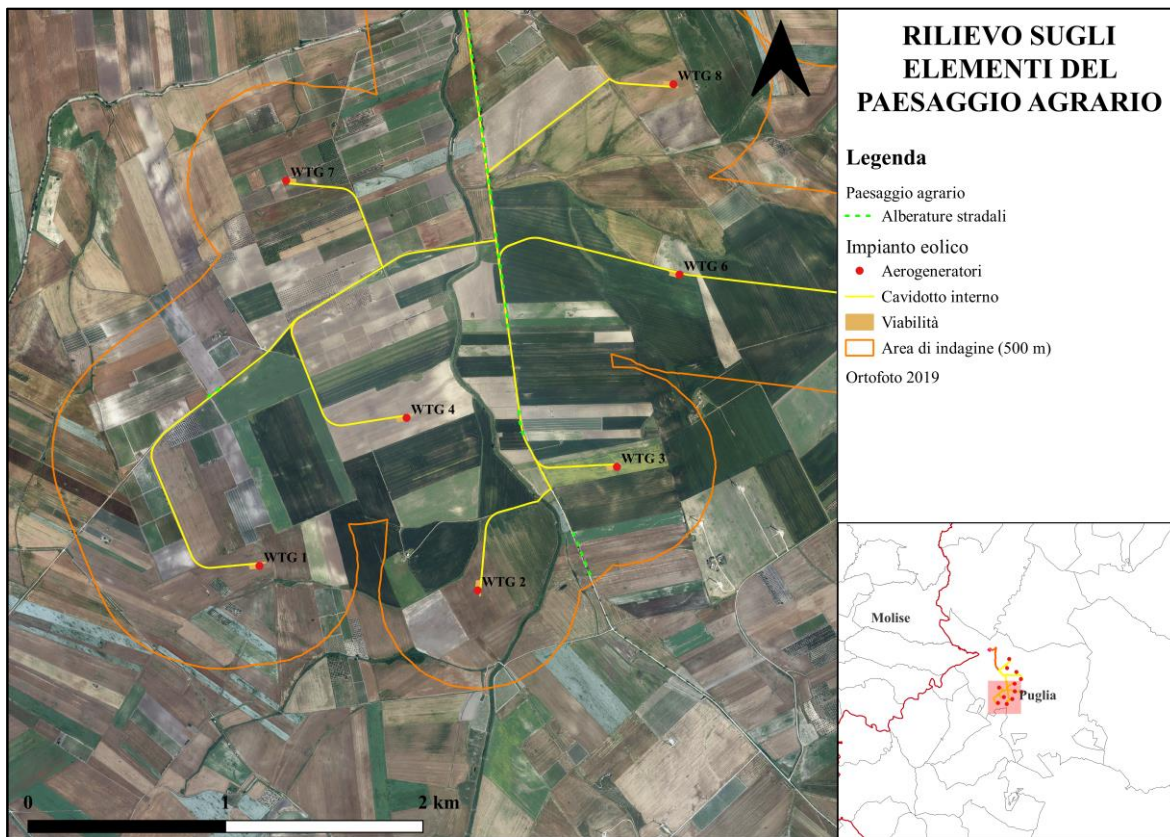 RILIEVO SUGLI
ELEMENTI DEL
PAESAGGIO AGRARIO
Legenda
Paesaggio agrario
Alberature stradali
Impianto eolico
Aerogeneratori
Cavidotto interno
Viabilità
Area di indagine (500 m)
Ortofoto 2019
WTG 8
WTG 7
WTG 6
WTG 4
WTG 3
WTG 1
WTG 2
0 1 2 km
Molise
Puglia